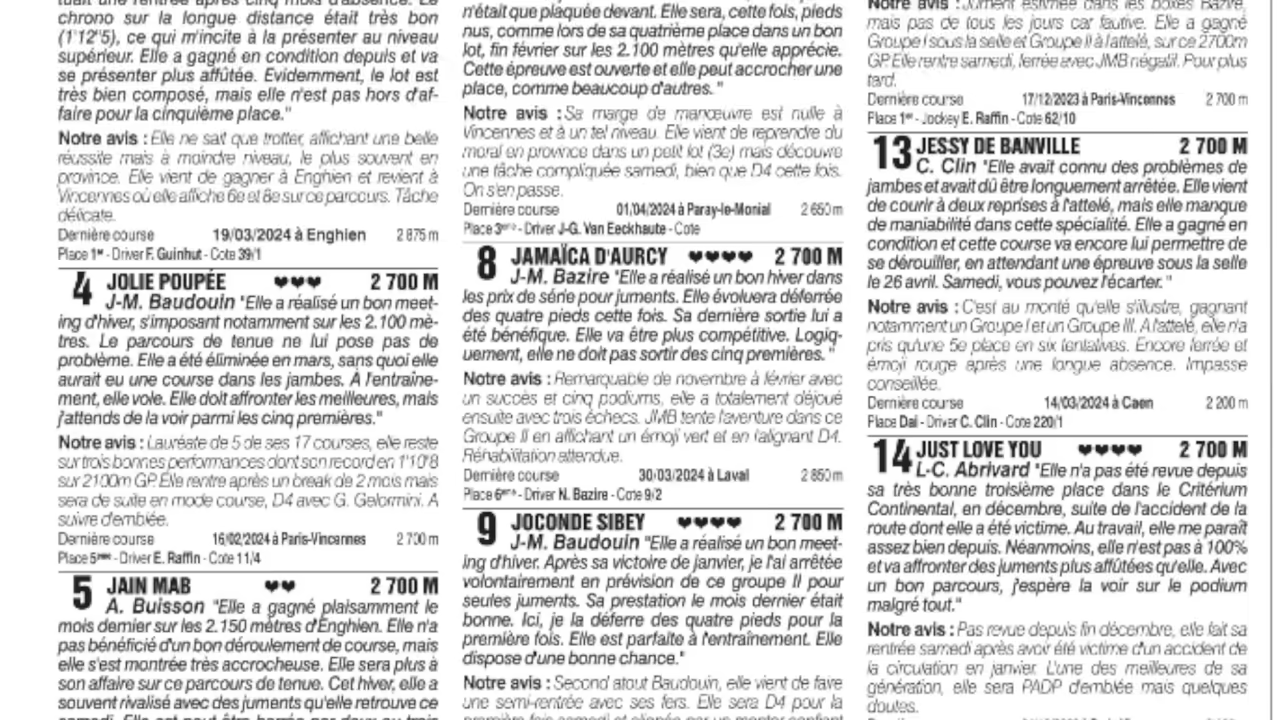 tuait une rentrée après cinq mois d'absence. Le
chrono sur la longue distance était très bon
(1'12"5), ce qui m'incite à la présenter au niveau
supérieur. Elle a gagné en condition depuis et va
se présenter plus affûtée. Evidemment, le lot est
très bien composé, mais elle n'est pas hors d'af-
faire pour la cinquième place."
Notre avis : Elle ne sait que trotter, affichant une belle
réussite mais à moindre niveau, le plus souvent en
province. Elle vient de gagner à Enghien et revient à
Vincennes où elle affiche 6e et 8e sur ce parcours. Tâche
délicate.
Dernière course 19/03/2024 à Enghien 2 875 m
Place 1er - Driver F. Guinhut - Cote 39/1
4 JOLIE POUPÉE ♥♥♥ 2 700 M
J-M. Baudouin "Elle a réalisé un bon meet-
ing d'hiver, s'imposant notamment sur les 2.100 mè-
tres. Le parcours de tenue ne lui pose pas de
problème. Elle a été éliminée en mars, sans quoi elle
aurait eu une course dans les jambes. À l'entraîne-
ment, elle vole. Elle doit affronter les meilleures, mais
j'attends de la voir parmi les cinq premières."
Notre avis : Lauréate de 5 de ses 17 courses, elle reste
sur trois bonnes performances dont son record en 1'10"8
sur 2100m GP. Elle rentre après un break de 2 mois mais
sera de suite en mode course, D4 avec G. Gelormini. A
suivre d'emblée.
Dernière course 16/02/2024 à Paris-Vincennes 2 700 m
Place 5ème - Driver E. Raffin - Cote 11/4
5 JAIN MAB ♥♥ 2 700 M
A. Buisson "Elle a gagné plaisamment le
mois dernier sur les 2.150 mètres d'Enghien. Elle n'a
pas bénéficié d'un bon déroulement de course, mais
elle s'est montrée très accrocheuse. Elle sera plus à
son affaire sur ce parcours de tenue. Cet hiver, elle a
souvent rivalisé avec des juments qu'elle retrouve ce
samedi. Elle est peut-être barrée par deux ou trois
n'était que plaquée devant. Elle sera, cette fois, pieds
nus, comme lors de sa quatrième place dans un bon
lot, fin février sur les 2.100 mètres qu'elle apprécie.
Cette épreuve est ouverte et elle peut accrocher une
place, comme beaucoup d'autres."
Notre avis : Sa marge de manœuvre est nulle à
Vincennes et à un tel niveau. Elle vient de reprendre du
moral en province dans un petit lot (3e) mais découvre
une tâche compliquée samedi, bien que D4 cette fois.
On s'en passe.
Dernière course 01/04/2024 à Paray-le-Monial 2 650 m
Place 3ème - Driver J-G. Van Eeckhaute - Cote
8 JAMAÏCA D'AURCY ♥♥♥♥ 2 700 M
J-M. Bazire "Elle a réalisé un bon hiver dans
les prix de série pour juments. Elle évoluera déferrée
des quatre pieds cette fois. Sa dernière sortie lui a
été bénéfique. Elle va être plus compétitive. Logiq-
uement, elle ne doit pas sortir des cinq premières. "
Notre avis : Remarquable de novembre à février avec
un succès et cinq podiums, elle a totalement déjoué
ensuite avec trois échecs. JMB tente l'aventure dans ce
Groupe II en affichant un émoji vert et en l'alignant D4.
Réhabilitation attendue.
Dernière course 30/03/2024 à Laval 2 850 m
Place 6ème - Driver N. Bazire - Cote 9/2
9 JOCONDE SIBEY ♥♥♥♥ 2 700 M
J-M. Baudouin "Elle a réalisé un bon meet-
ing d'hiver. Après sa victoire de janvier, je l'ai arrêtée
volontairement en prévision de ce groupe II pour
seules juments. Sa prestation le mois dernier était
bonne. Ici, je la déferre des quatre pieds pour la
première fois. Elle est parfaite à l'entraînement. Elle
dispose d'une bonne chance."
Notre avis : Second atout Baudouin, elle vient de faire
une semi-rentrée avec ses fers. Elle sera D4 pour la
première fois samedi et
Notre avis : Jument estimée dans les boxes Bazire,
mais pas de tous les jours car fautive. Elle a gagné
Groupe I sous la selle et Groupe II à l'attelé, sur ce 2700m
GP. Elle rentre samedi, ferrée avec JMB négatif. Pour plus
tard.
Dernière course 17/12/2023 à Paris-Vincennes 2 700 m
Place 1er - Jockey E. Raffin - Cote 62/10
13 JESSY DE BANVILLE 2 700 M
C. Clin "Elle avait connu des problèmes de
jambes et avait dû être longuement arrêtée. Elle vient
de courir à deux reprises à l'attelé, mais elle manque
de maniabilité dans cette spécialité. Elle a gagné en
condition et cette course va encore lui permettre de
se dérouiller, en attendant une épreuve sous la selle
le 26 avril. Samedi, vous pouvez l'écarter."
Notre avis : C'est au monté qu'elle s'illustre, gagnant
notamment un Groupe I et un Groupe III. A l'attelé, elle n'a
pris qu'une 5e place en six tentatives. Encore ferrée et
émoji rouge après une longue absence. Impasse
conseillée.
Dernière course 14/03/2024 à Caen 2 200 m
Place Dai - Driver C. Clin - Cote 220/1
14 JUST LOVE YOU ♥♥♥♥ 2 700 M
L-C. Abrivard "Elle n'a pas été revue depuis
sa très bonne troisième place dans le Critérium
Continental, en décembre, suite de l'accident de la
route dont elle a été victime. Au travail, elle me paraît
assez bien depuis. Néanmoins, elle n'est pas à 100%
et va affronter des juments plus affûtées qu'elle. Avec
un bon parcours, j'espère la voir sur le podium
malgré tout."
Notre avis : Pas revue depuis fin décembre, elle fait sa
rentrée samedi après avoir été victime d'un accident de
la circulation en janvier. L'une des meilleures de sa
génération, elle sera PADP d'emblée mais quelques
doutes.